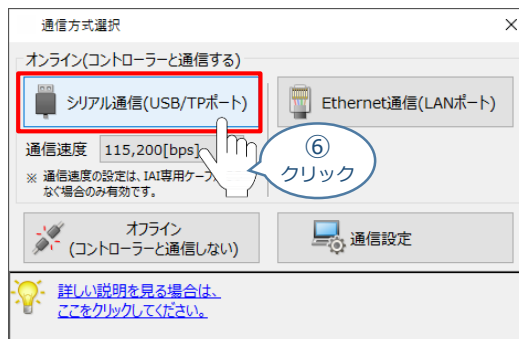 通信方式選択
オンライン(コントローラーと通信する)
シリアル通信(USB/TPポート)
Ethernet通信(LANポート)
通信速度 115,200[bps]
⑥
クリック
※ 通信速度の設定は、IAI専用ケーブル
なぐ場合のみ有効です。
オフライン
(コントローラーと通信しない)
通信設定
詳しい説明を見る場合は、
ここをクリックしてください。